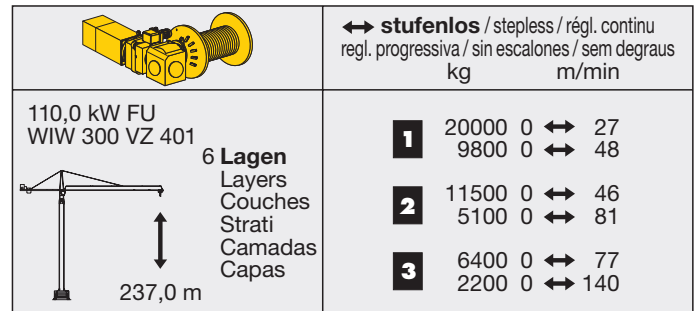 ↔ stufenlos / stepless / régl. continu
regl. progressiva / sin escalones / sem degraus
kg m/min
110,0 kW FU
WIW 300 VZ 401
6 Lagen
Layers
Couches
Strati
Camadas
Capas
237,0 m
1 20000 0 ↔ 27
9800 0 ↔ 48
2 11500 0 ↔ 46
5100 0 ↔ 81
3 6400 0 ↔ 77
2200 0 ↔ 140